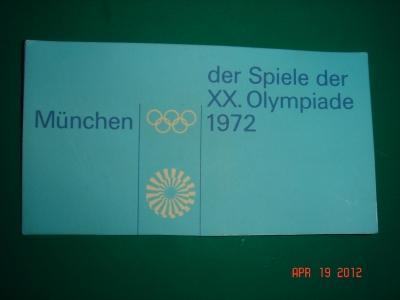 der Spiele der
XX. Olympiade
München
1972
APR 19 2012